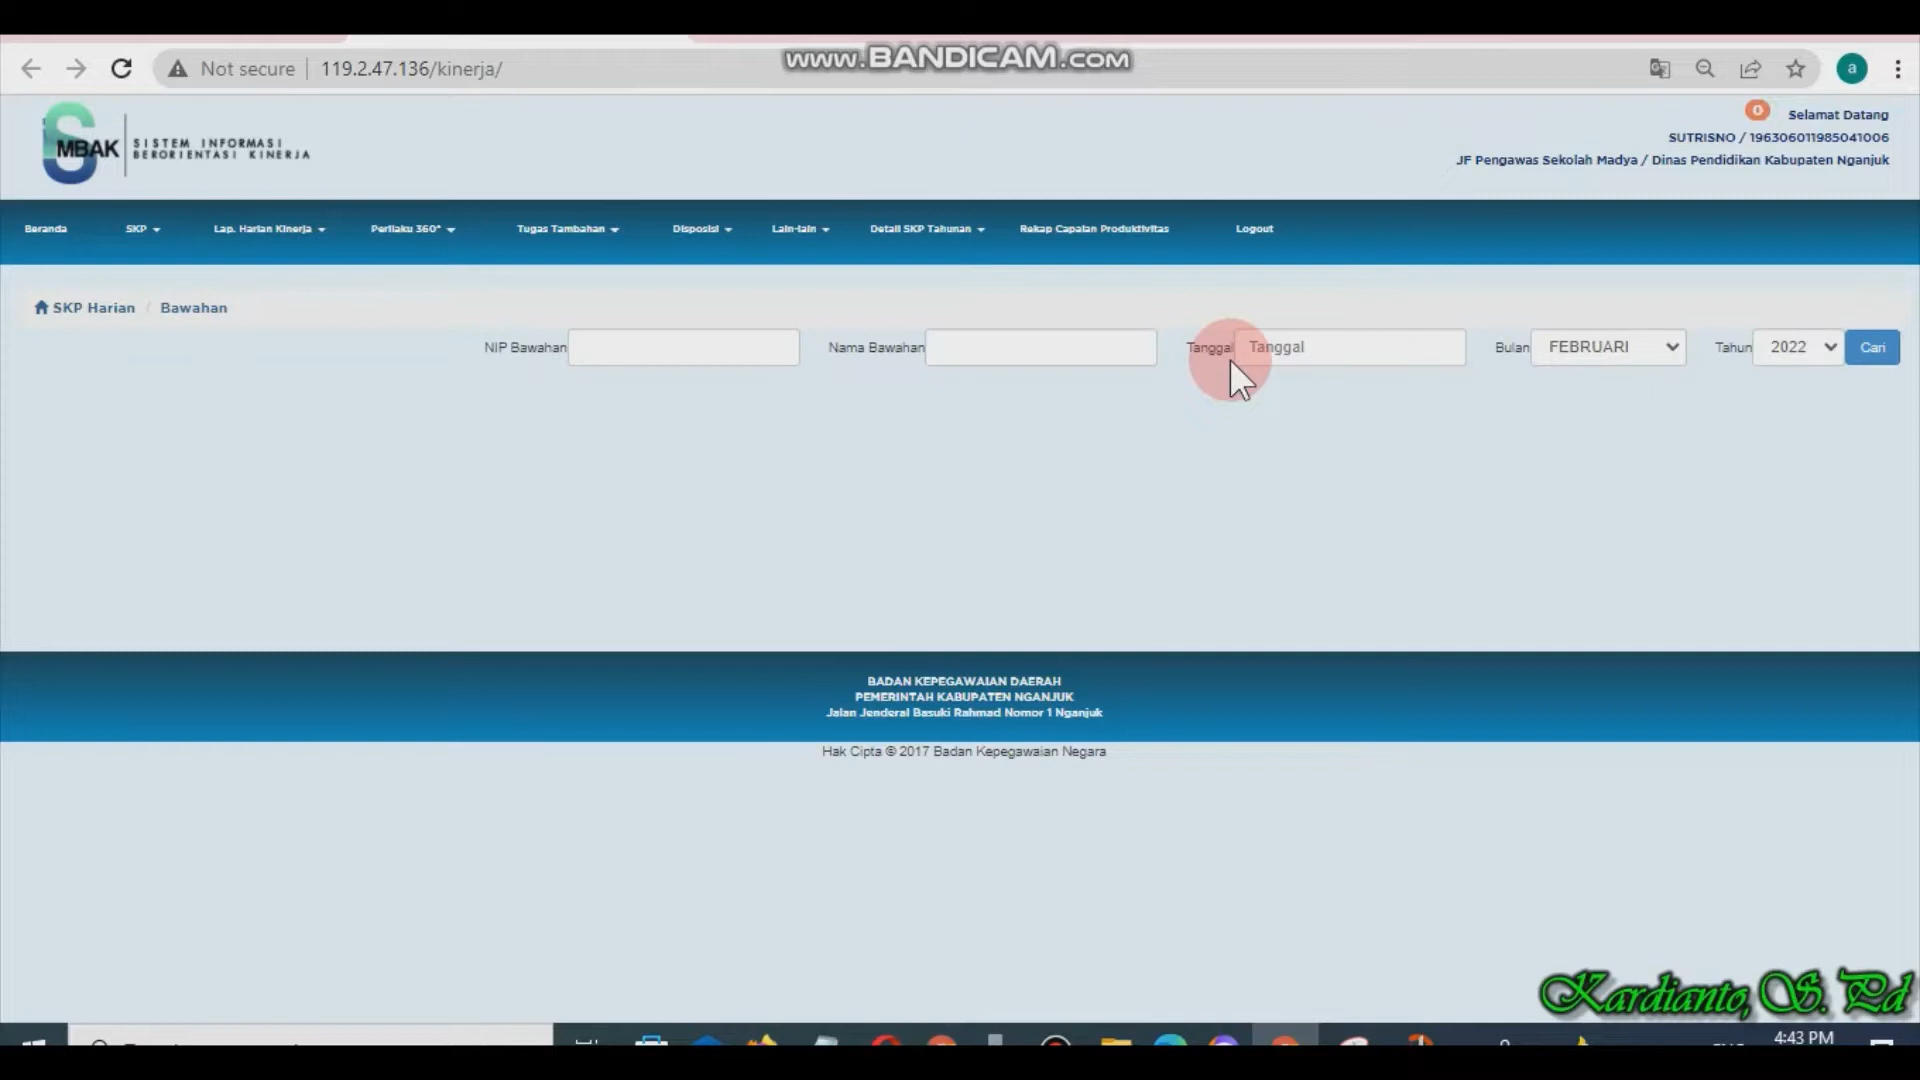 www.BANDICAM.com
Not secure
119.2.47.136/kinerja/
a
MBAK
SISTEM INFORMASI
BERORIENTASI KINERJA
0
Selamat Datang
SUTRISNO / 196306011985041006
JF Pengawas Sekolah Madya / Dinas Pendidikan Kabupaten Nganjuk
Beranda SKP Lap. Harian Kinerja Perilaku 360° Tugas Tambahan Disposisi Lain-lain Detail SKP Tahunan Rekap Capaian Produktivitas Logout
SKP Harian / Bawahan
NIP Bawahan Nama Bawahan Tanggal Tanggal Bulan FEBRUARI Tahun 2022 Cari
BADAN KEPEGAWAIAN DAERAH
PEMERINTAH KABUPATEN NGANJUK
Jalan Jenderal Basuki Rahmad Nomor 1 Nganjuk
Hak Cipta © 2017 Badan Kepegawaian Negara
Kardianto, S. Pd
4:43 PM